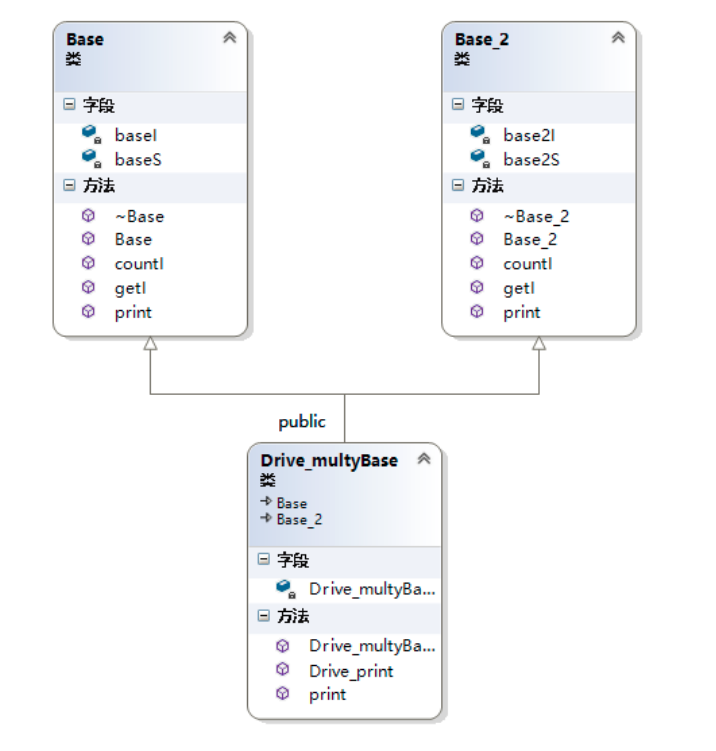 Base
类
字段
baseI
baseS
方法
~Base
Base
countI
getI
print
Base_2
类
字段
base2I
base2S
方法
~Base_2
Base_2
countI
getI
print
public
Drive_multyBase
类
Base
Base_2
字段
Drive_multyBa...
方法
Drive_multyBa...
Drive_print
print